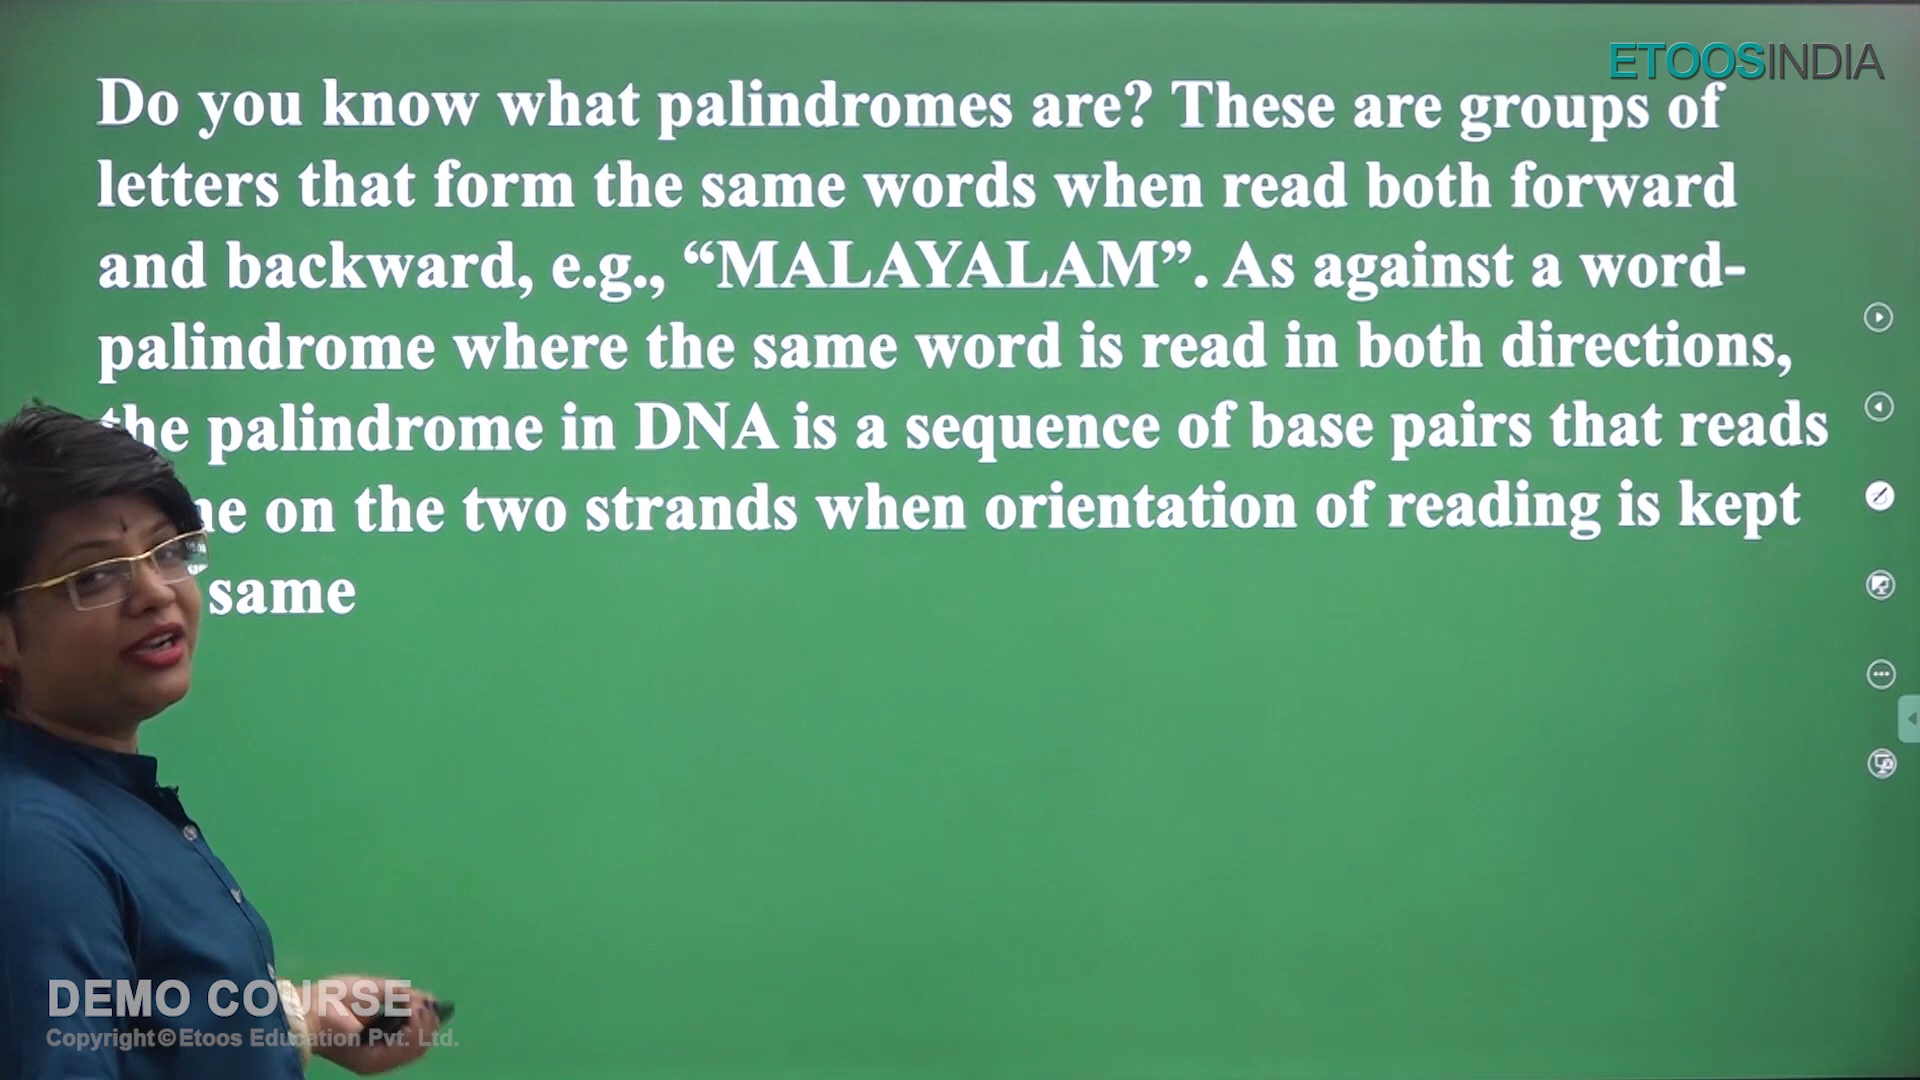 ETOOSINDIA
Do you know what palindromes are? These are groups of
letters that form the same words when read both forward
and backward, e.g., “MALAYALAM”. As against a word-
palindrome where the same word is read in both directions,
the palindrome in DNA is a sequence of base pairs that reads
on the two strands when orientation of reading is kept
same
DEMO COURSE
Copyright©Etoos Education Pvt. Ltd.